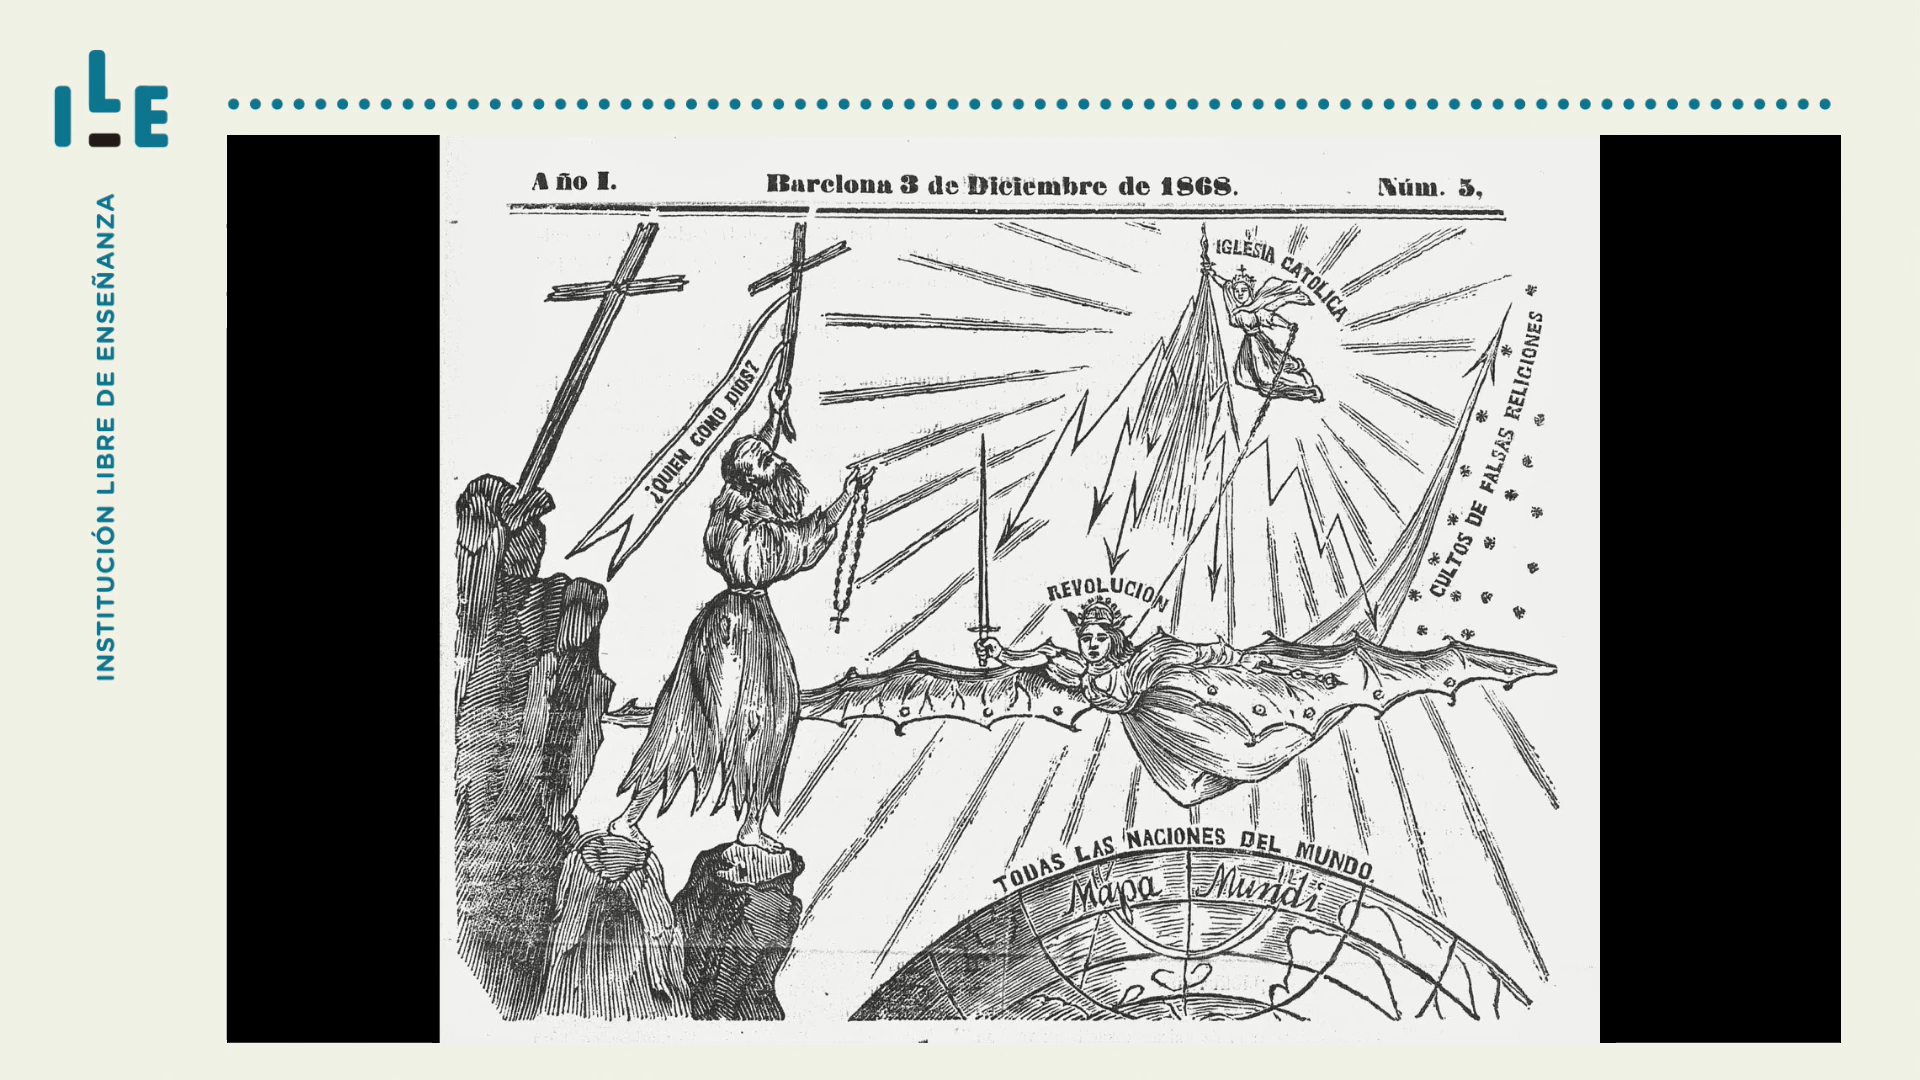 ILE
INSTITUCIÓN LIBRE DE ENSEÑANZA
Año I. Barclona 3 de Diciembre de 1868. Núm. 5,
IGLESIA CATOLICA
¿QUIEN COMO DIOS?
CULTOS DE FALSAS RELIGIONES
REVOLUCION
TODAS LAS NACIONES DEL MUNDO.
Mapa Mundi